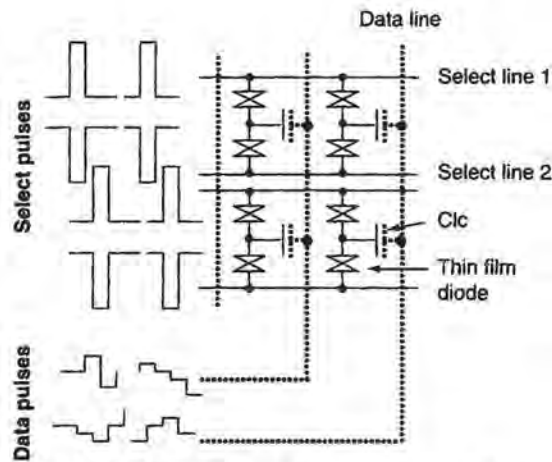 Data line
Select line 1
Select pulses
Select line 2
Clc
Thin film
diode
Data pulses